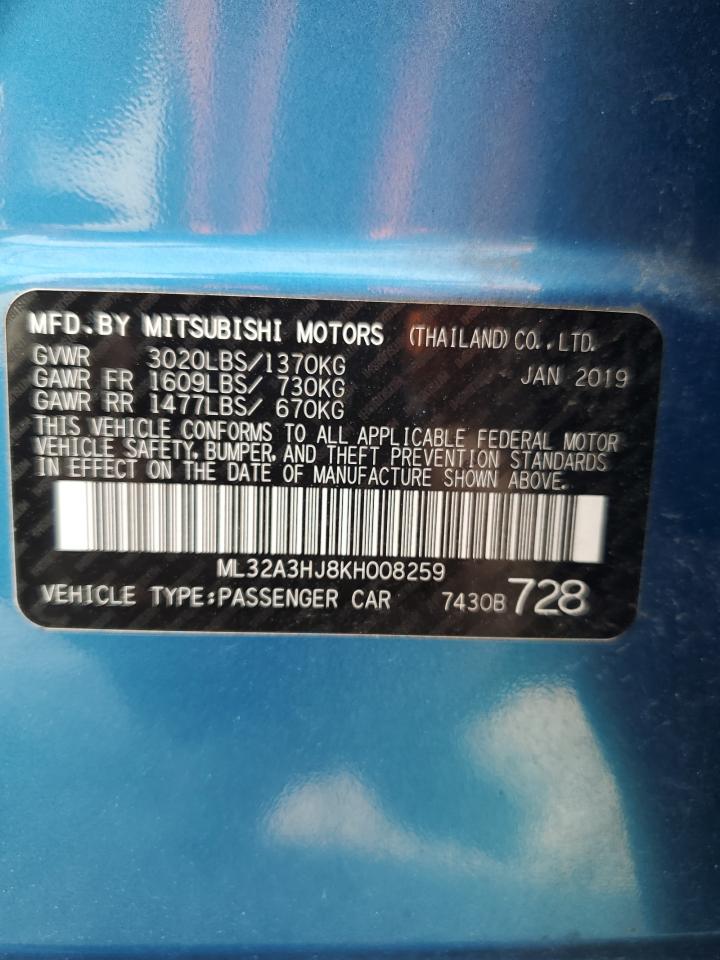 MFD.BY MITSUBISHI MOTORS (THAILAND) CO.,LTD.
GVWR 3020LBS/1370KG JAN 2019
GAWR FR 1609LBS/ 730KG
GAWR RR 1477LBS/ 670KG
THIS VEHICLE CONFORMS TO ALL APPLICABLE FEDERAL MOTOR
VEHICLE SAFETY, BUMPER, AND THEFT PREVENTION STANDARDS
IN EFFECT ON THE DATE OF MANUFACTURE SHOWN ABOVE.
ML32A3HJ8KH008259
VEHICLE TYPE:PASSENGER CAR 7430B 728